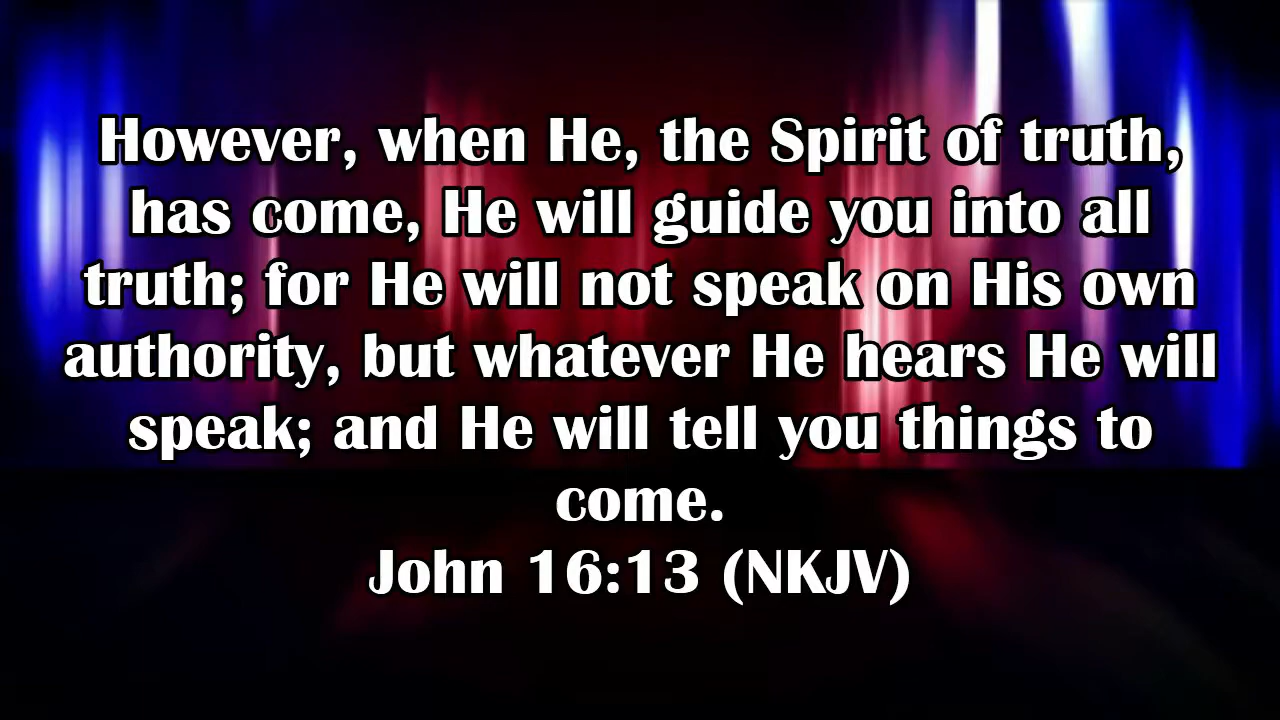 However, when He, the Spirit of truth,
has come, He will guide you into all
truth; for He will not speak on His own
authority, but whatever He hears He will
speak; and He will tell you things to
come.
John 16:13 (NKJV)